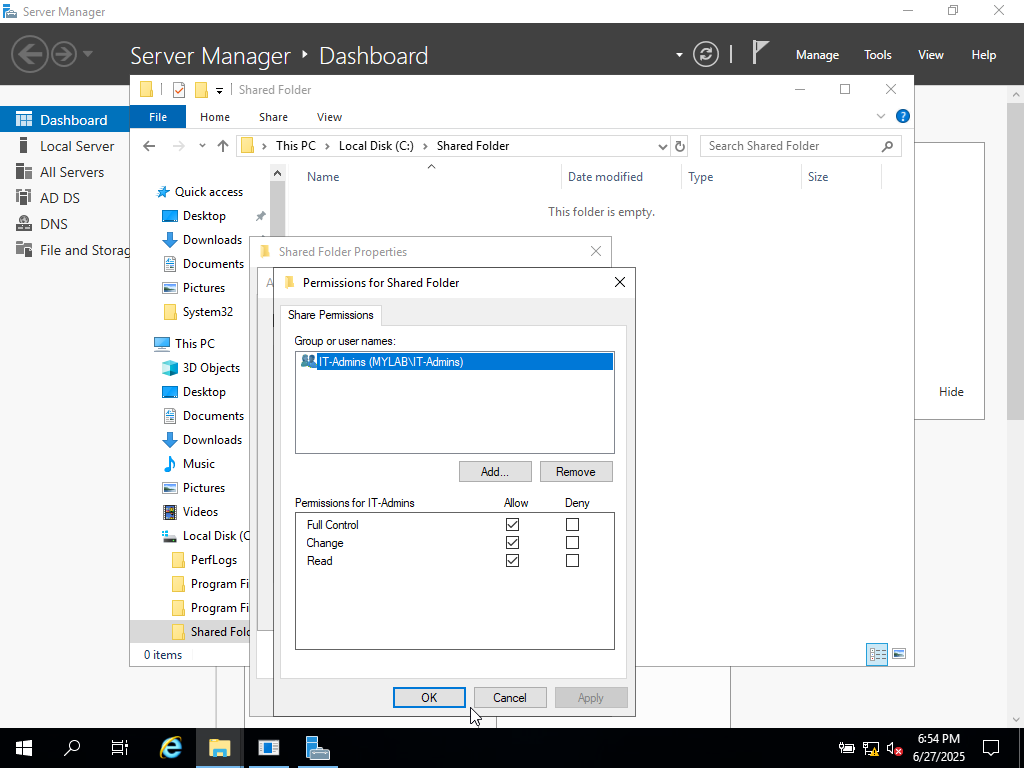 Server Manager
Server Manager ‣ Dashboard
Manage
Tools
View
Help
Dashboard
Local Server
All Servers
AD DS
DNS
File and Storag
Shared Folder
File
Home
Share
View
This PC
Local Disk (C:)
Shared Folder
Search Shared Folder
Name
Date modified
Type
Size
This folder is empty.
Quick access
Desktop
Downloads
Documents
Pictures
System32
This PC
3D Objects
Desktop
Documents
Downloads
Music
Pictures
Videos
Local Disk (C
PerfLogs
Program Fi
Program Fi
Shared Fold
0 items
Shared Folder Properties
A
Permissions for Shared Folder
Share Permissions
Group or user names:
IT-Admins (MYLAB\IT-Admins)
Add...
Remove
Permissions for IT-Admins
Allow
Deny
Full Control
Change
Read
OK
Cancel
Apply
Hide
6:54 PM
6/27/2025